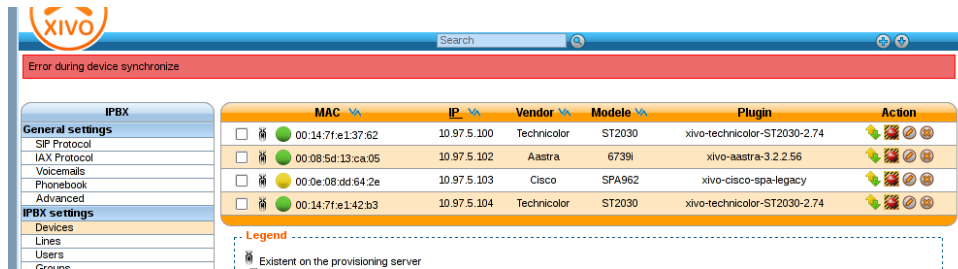 XIVO
Search
Error during device synchronize
IPBX
General settings
SIP Protocol
IAX Protocol
Voicemails
Phonebook
Advanced
IPBX settings
Devices
Lines
Users
Groups
MAC IP Vendor Modele Plugin Action
00:14:7f:e1:37:62 10.97.5.100 Technicolor ST2030 xivo-technicolor-ST2030-2.74
00:08:5d:13:ca:05 10.97.5.102 Aastra 6739i xivo-aastra-3.2.2.56
00:0e:08:dd:64:2e 10.97.5.103 Cisco SPA962 xivo-cisco-spa-legacy
00:14:7f:e1:42:b3 10.97.5.104 Technicolor ST2030 xivo-technicolor-ST2030-2.74
Legend
Existent on the provisioning server